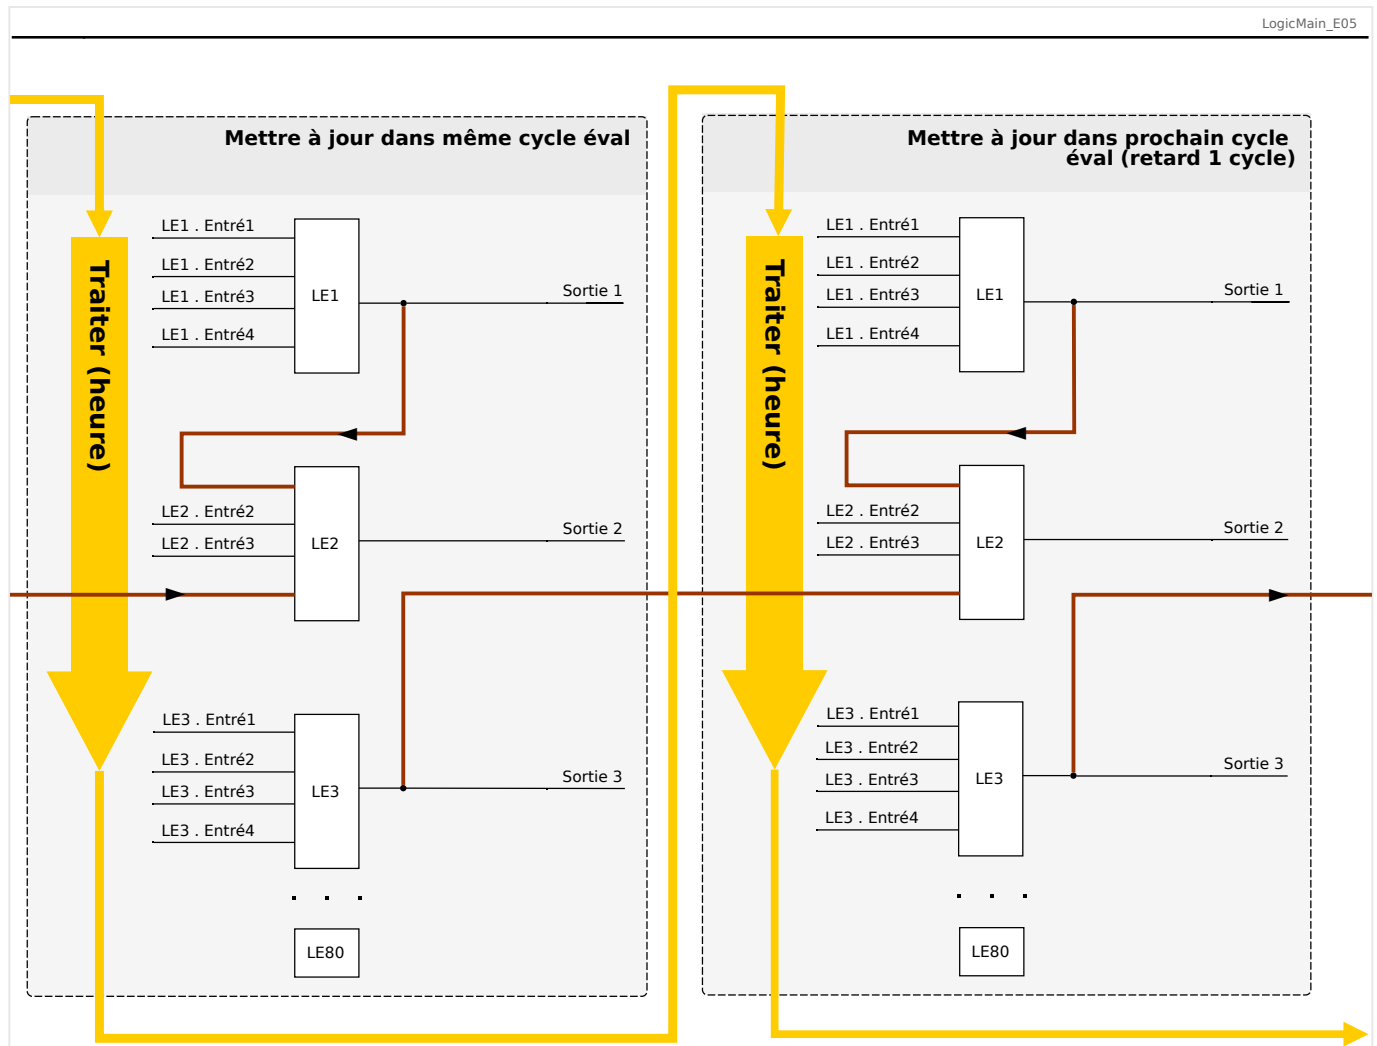 LogicMain_E05
Mettre à jour dans même cycle éval
Traiter (heure)
LE1 . Entré1
LE1 . Entré2
LE1 . Entré3
LE1 . Entré4
LE1
Sortie 1
LE2 . Entré2
LE2 . Entré3
LE2
Sortie 2
LE3 . Entré1
LE3 . Entré2
LE3 . Entré3
LE3 . Entré4
LE3
Sortie 3
. . .
LE80
Mettre à jour dans prochain cycle
éval (retard 1 cycle)
Traiter (heure)
LE1 . Entré1
LE1 . Entré2
LE1 . Entré3
LE1 . Entré4
LE1
Sortie 1
LE2 . Entré2
LE2 . Entré3
LE2
Sortie 2
LE3 . Entré1
LE3 . Entré2
LE3 . Entré3
LE3 . Entré4
LE3
Sortie 3
. . .
LE80